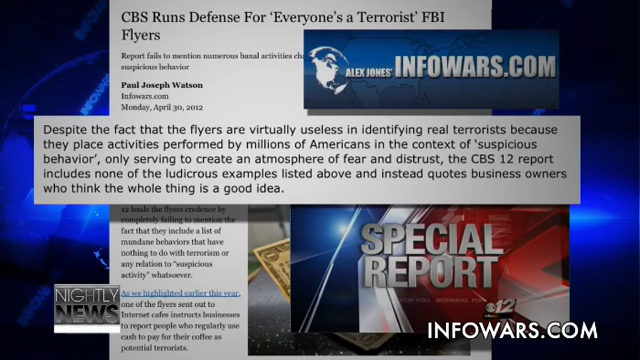 CBS Runs Defense For ‘Everyone’s a Terrorist’ FBI
Flyers
Report fails to mention numerous banal activities
suspicious behavior
Paul Joseph Watson
Infowars.com
Monday, April 30, 2012
ALEX JONES' INFOWARS.COM
Despite the fact that the flyers are virtually useless in identifying real terrorists because
they place activities performed by millions of Americans in the context of ‘suspicious
behavior’, only serving to create an atmosphere of fear and distrust, the CBS 12 report
includes none of the ludicrous examples listed above and instead quotes business owners
who think the whole thing is a good idea.
12 lends the flyers credence by
completely failing to mention the
fact that they include a list of
mundane behaviors that have
nothing to do with terrorism or
any relation to “suspicious
activity” whatsoever.
As we highlighted earlier this year,
one of the flyers sent out to
Internet cafes instructs businesses
to report people who regularly use
cash to pay for their coffee as
potential terrorists.
SPECIAL
REPORT
FOR YOU. WORKING FOR
12
NIGHTLY
NEWS
INFOWARS.COM